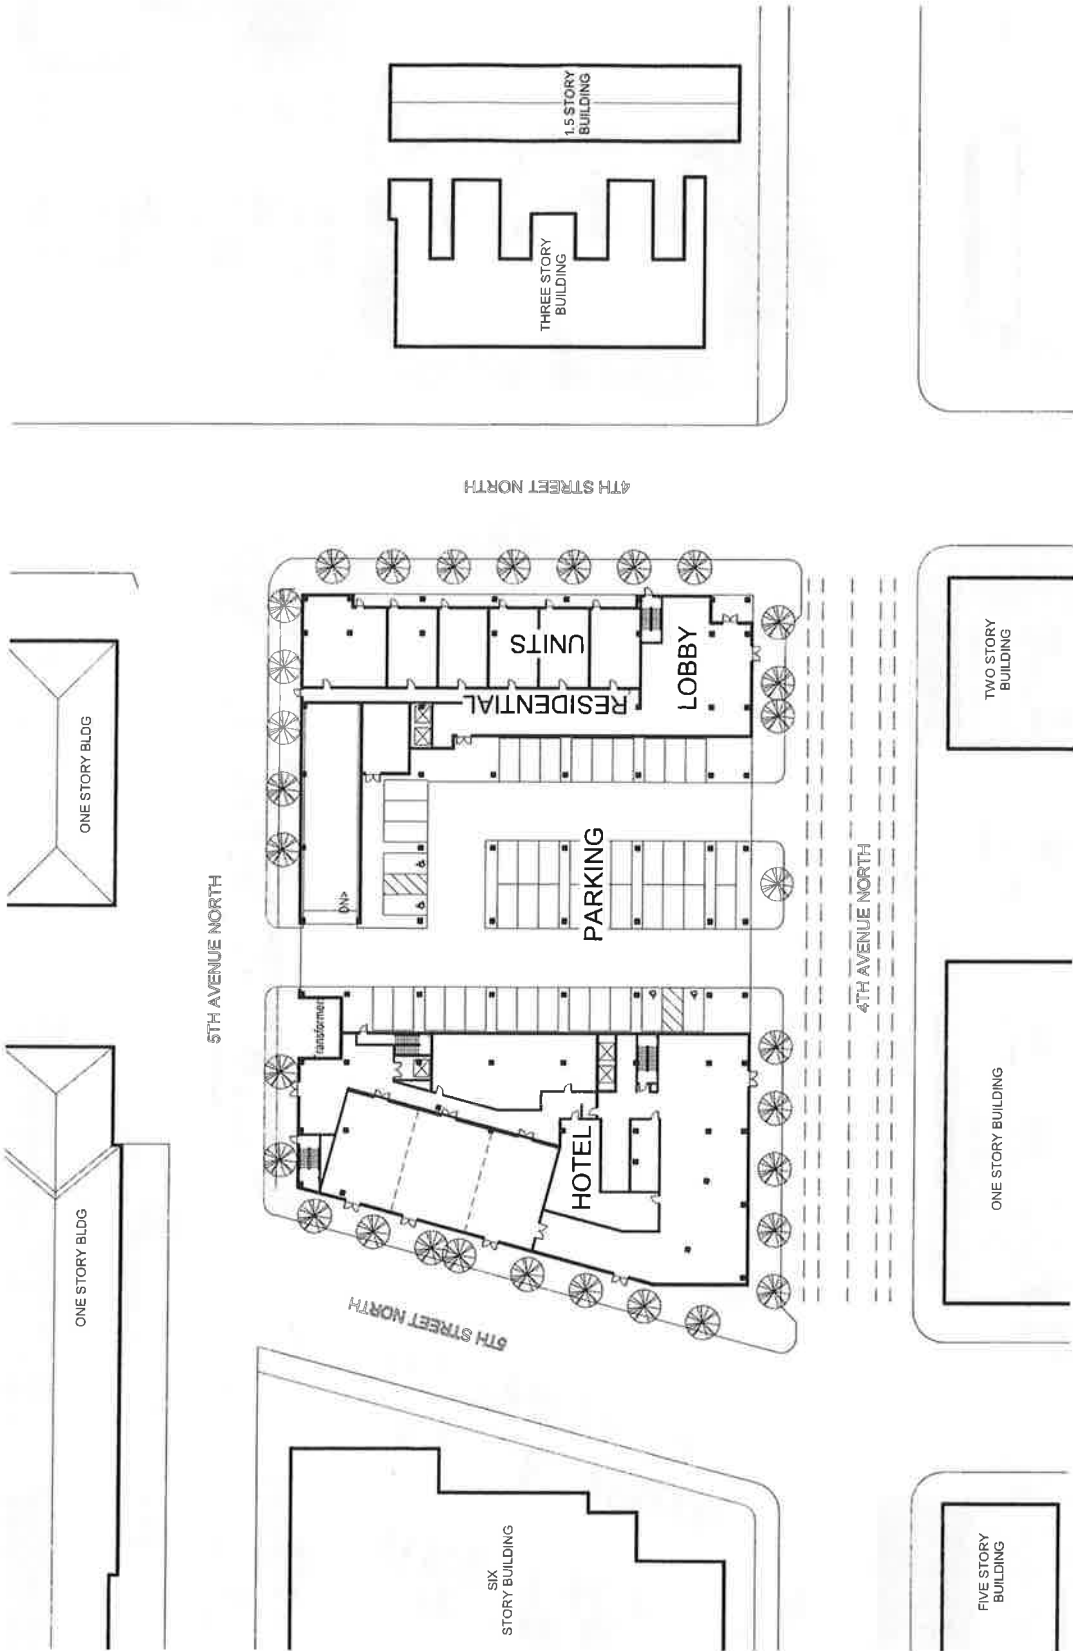 1.5 STORY
BUILDING
THREE STORY
BUILDING
4TH STREET NORTH
ONE STORY BLDG
5TH AVENUE NORTH
UNITS
RESIDENTIAL
LOBBY
TWO STORY
BUILDING
DN>
PARKING
4TH AVENUE NORTH
Transformer
HOTEL
ONE STORY BUILDING
ONE STORY BLDG
5TH STREET NORTH
SIX
STORY BUILDING
FIVE STORY
BUILDING